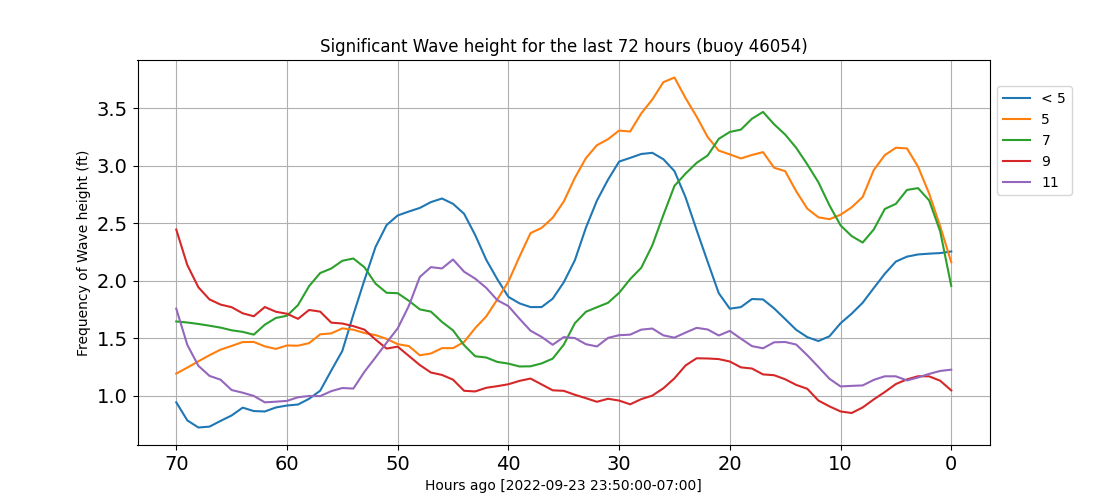 Significant Wave height for the last 72 hours (buoy 46054)
Frequency of Wave height (ft)
3.5
3.0
2.5
2.0
1.5
1.0
70 60 50 40 30 20 10 0
Hours ago [2022-09-23 23:50:00-07:00]
< 5
5
7
9
11